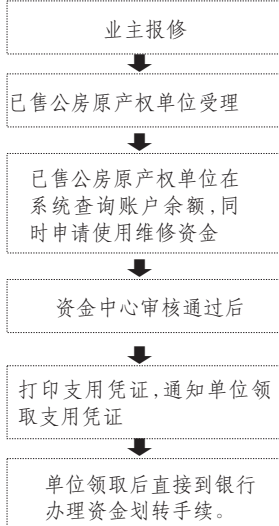 业主报修
已售公房原产权单位受理
已售公房原产权单位在
系统查询账户余额,同
时申请使用维修资金
资金中心审核通过后
打印支用凭证,通知单位领
取支用凭证
单位领取后直接到银行
办理资金划转手续。